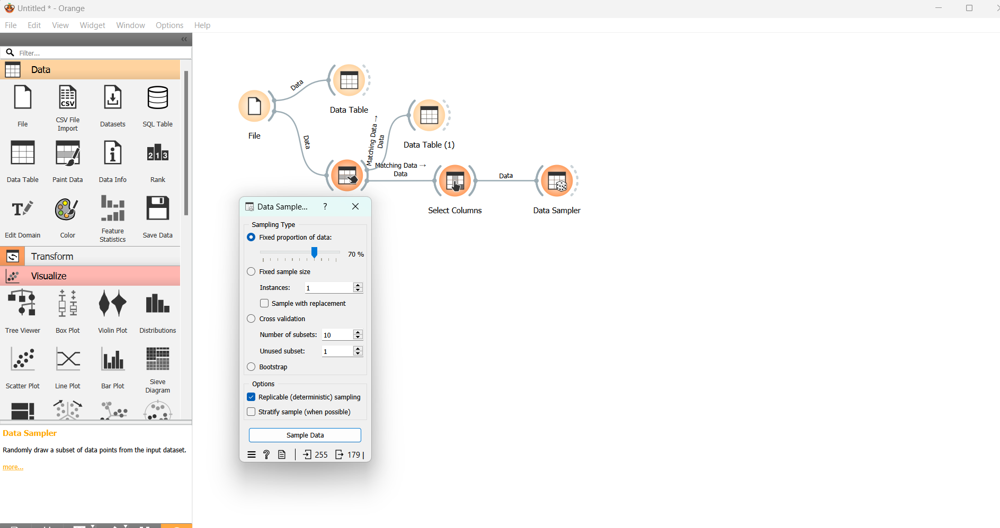 Untitled * - Orange
File Edit View Widget Window Options Help
Filter...
Data
File
CSV File
Import
Datasets
SQL Table
Data Table
Paint Data
Data Info
Rank
Edit Domain
Color
Feature
Statistics
Save Data
Transform
Visualize
Tree Viewer
Box Plot
Violin Plot
Distributions
Scatter Plot
Line Plot
Bar Plot
Sieve
Diagram
Data Sampler
Randomly draw a subset of data points from the input dataset.
more...
File
Data
Data Table
Data
Matching Data →
Data
Data Table (1)
Matching Data →
Data
Select Columns
Data
Data Sampler
Data Sample... ?
Sampling Type
Fixed proportion of data:
70 %
Fixed sample size
Instances: 1
Sample with replacement
Cross validation
Number of subsets: 10
Unused subset: 1
Bootstrap
Options
Replicable (deterministic) sampling
Stratify sample (when possible)
Sample Data
? 255 179 |